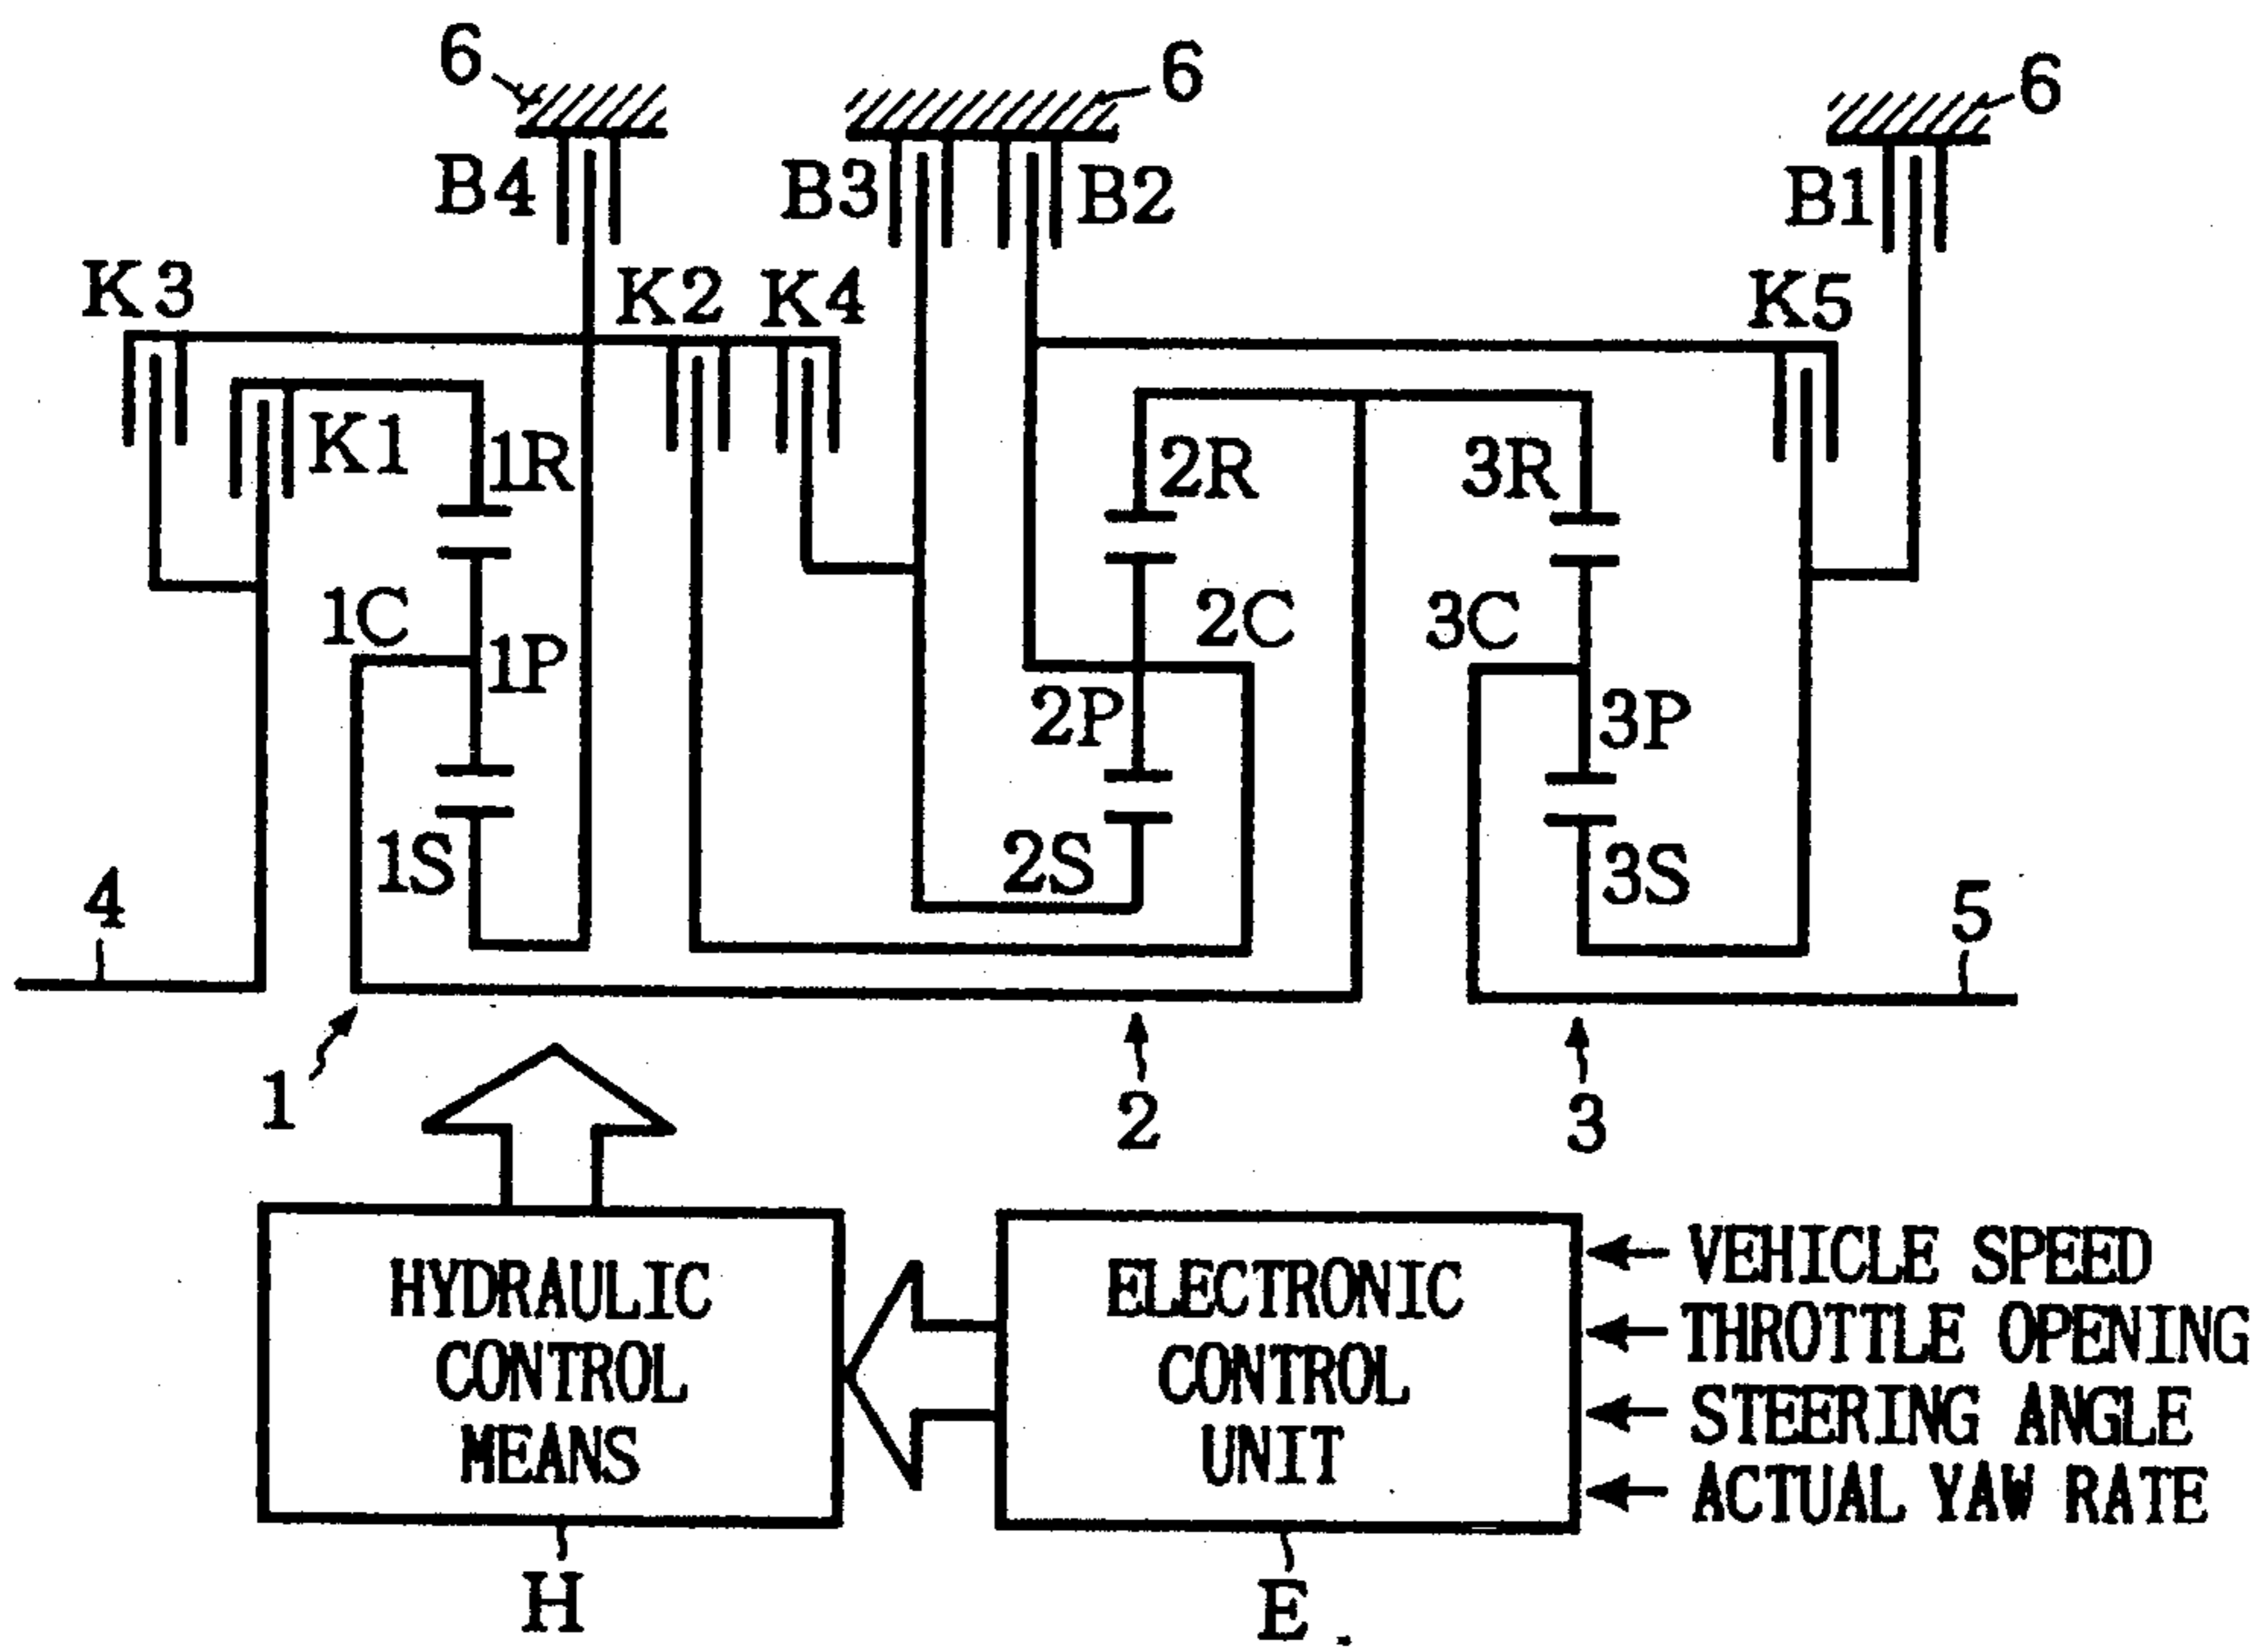 6
6
6
B4
B3
B2
B1
K3
K2
K4
K5
K1
1R
2R
3R
1C
1P
2C
3C
2P
3P
1S
2S
3S
4
5
1
2
3
HYDRAULIC
CONTROL
MEANS
ELECTRONIC
CONTROL
UNIT
VEHICLE SPEED
THROTTLE OPENING
STEERING ANGLE
ACTUAL YAW RATE
H
E